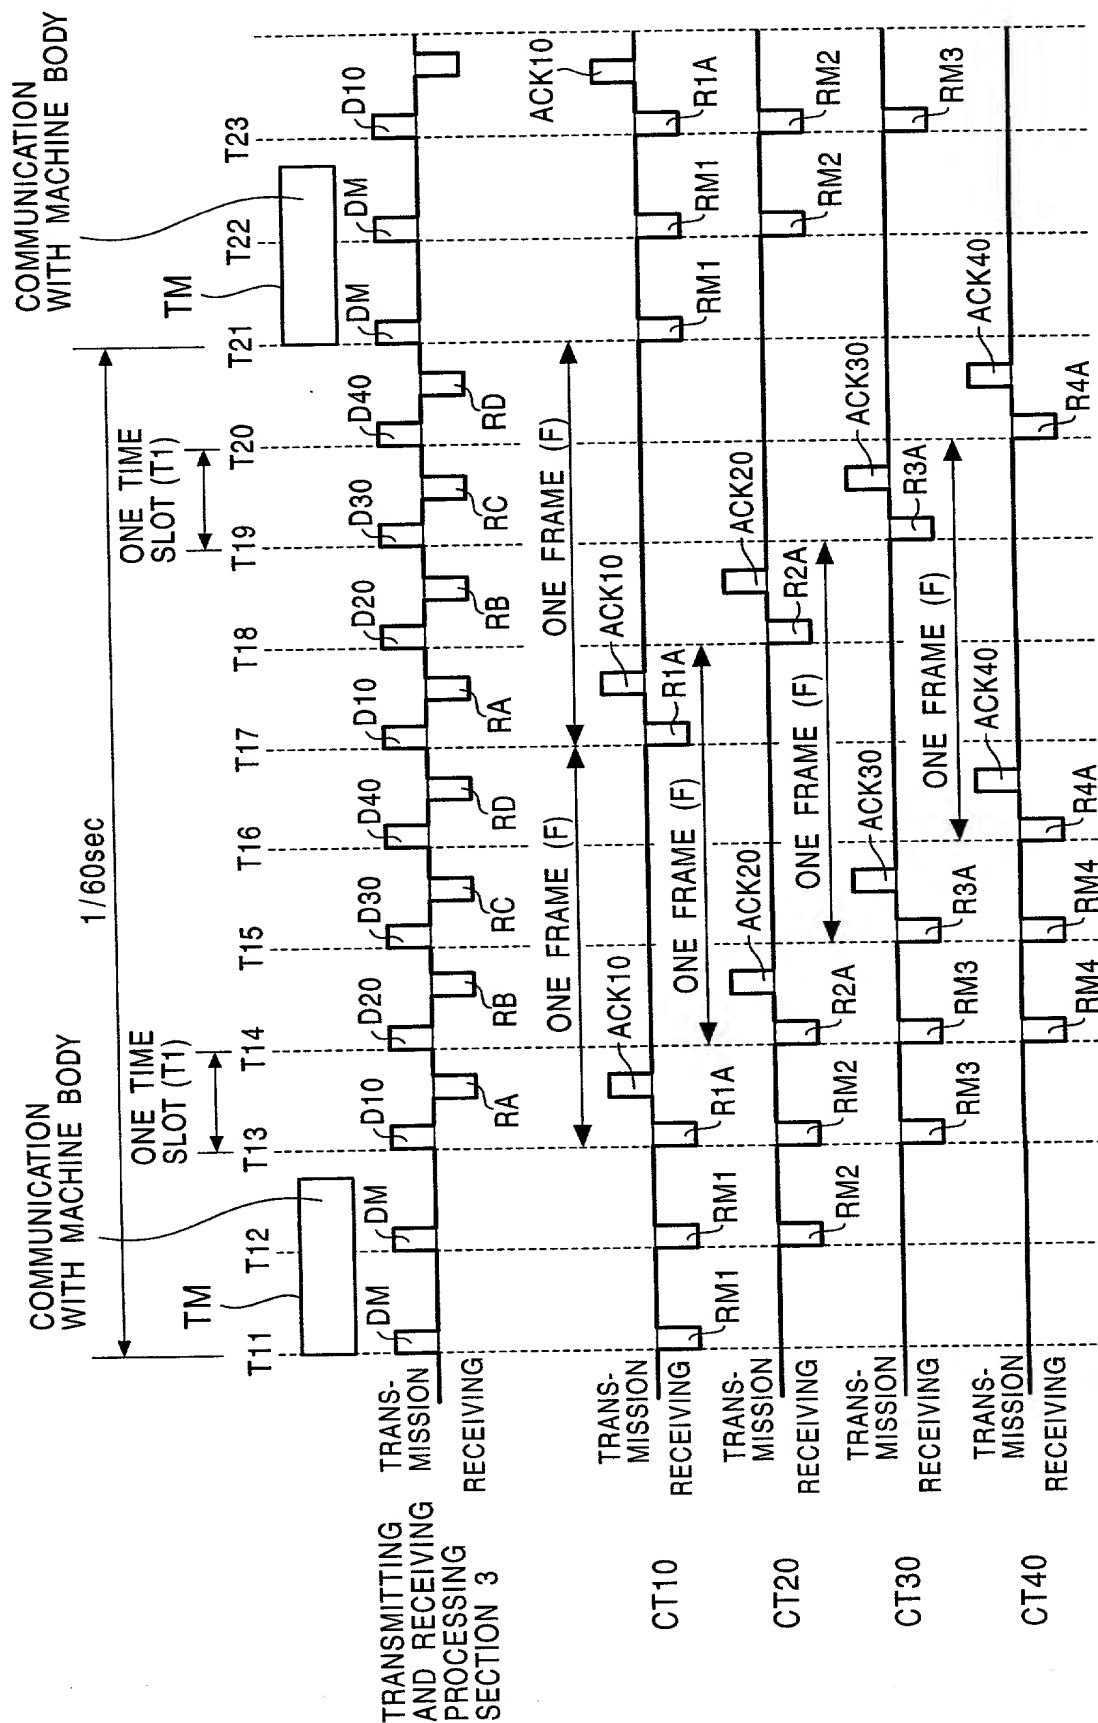 COMMUNICATION
WITH MACHINE BODY
COMMUNICATION
WITH MACHINE BODY
1/60sec
ONE TIME
SLOT (T1)
ONE TIME
SLOT (T1)
TM
TM
T11
T12
T13
T14
T15
T16
T17
T18
T19
T20
T21
T22
T23
TRANSMITTING
AND RECEIVING
PROCESSING
SECTION 3
TRANS-
MISSION
RECEIVING
DM
DM
D10
D20
D30
D40
D10
D20
D30
D40
DM
DM
D10
RA
RB
RC
RD
RA
RB
RC
RD
CT10
TRANS-
MISSION
RECEIVING
ONE FRAME (F)
ONE FRAME (F)
ACK10
ACK10
ACK10
RM1
RM1
R1A
R1A
RM1
RM1
R1A
CT20
TRANS-
MISSION
RECEIVING
ONE FRAME (F)
ACK20
ACK20
RM2
RM2
R2A
R2A
RM2
RM2
CT30
TRANS-
MISSION
RECEIVING
ONE FRAME (F)
ACK30
ACK30
RM3
RM3
R3A
R3A
RM3
CT40
TRANS-
MISSION
RECEIVING
ONE FRAME (F)
ACK40
ACK40
RM4
RM4
R4A
R4A